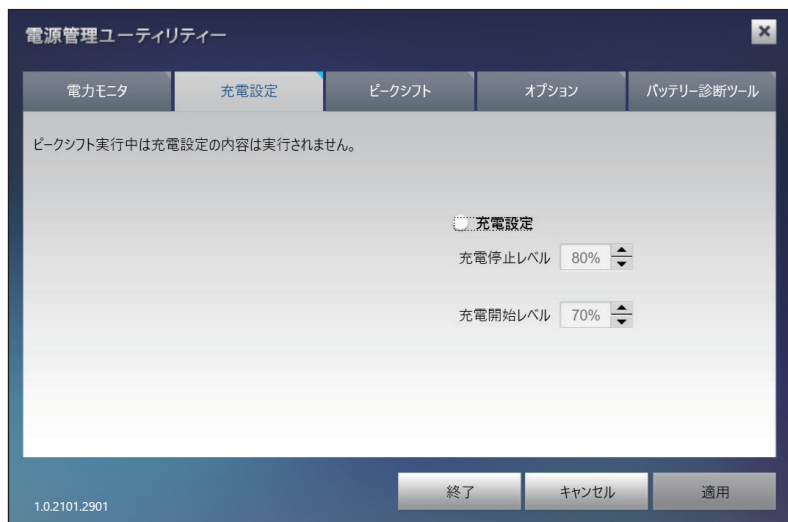 電源管理ユーティリティー
電力モニタ 充電設定 ピークシフト オプション バッテリー診断ツール
ピークシフト実行中は充電設定の内容は実行されません。
充電設定
充電停止レベル 80%
充電開始レベル 70%
終了 キャンセル 適用
1.0.2101.2901